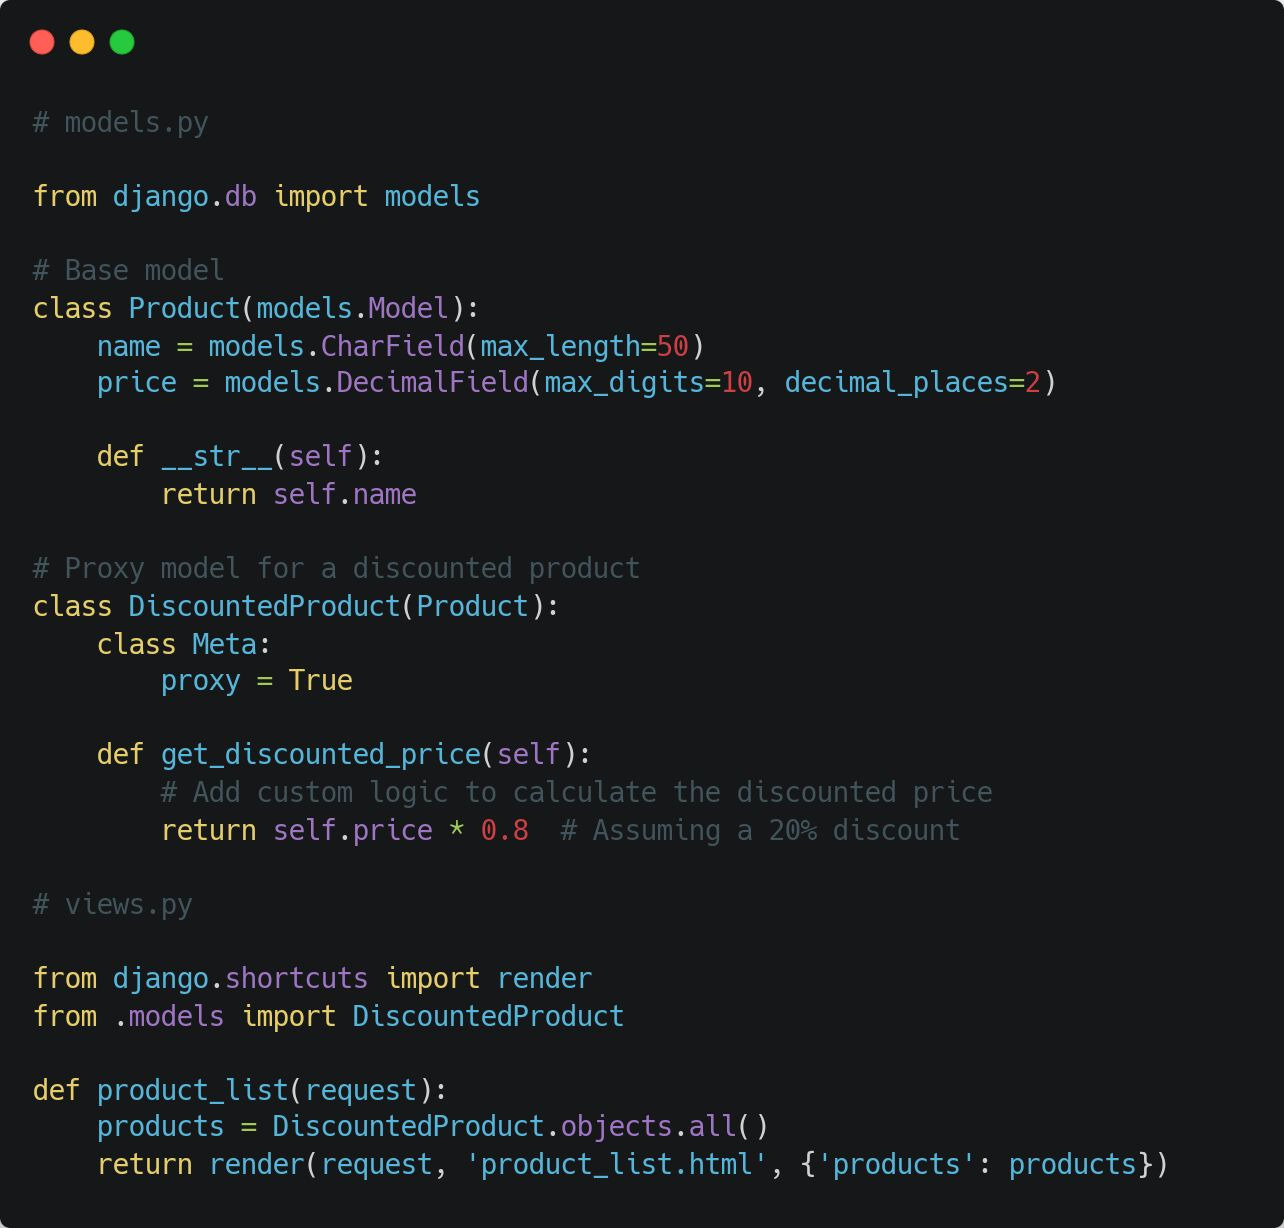 # models.py

from django.db import models

# Base model
class Product(models.Model):
    name = models.CharField(max_length=50)
    price = models.DecimalField(max_digits=10, decimal_places=2)

    def __str__(self):
        return self.name

# Proxy model for a discounted product
class DiscountedProduct(Product):
    class Meta:
        proxy = True

    def get_discounted_price(self):
        # Add custom logic to calculate the discounted price
        return self.price * 0.8  # Assuming a 20% discount

# views.py

from django.shortcuts import render
from .models import DiscountedProduct

def product_list(request):
    products = DiscountedProduct.objects.all()
    return render(request, 'product_list.html', {'products': products})